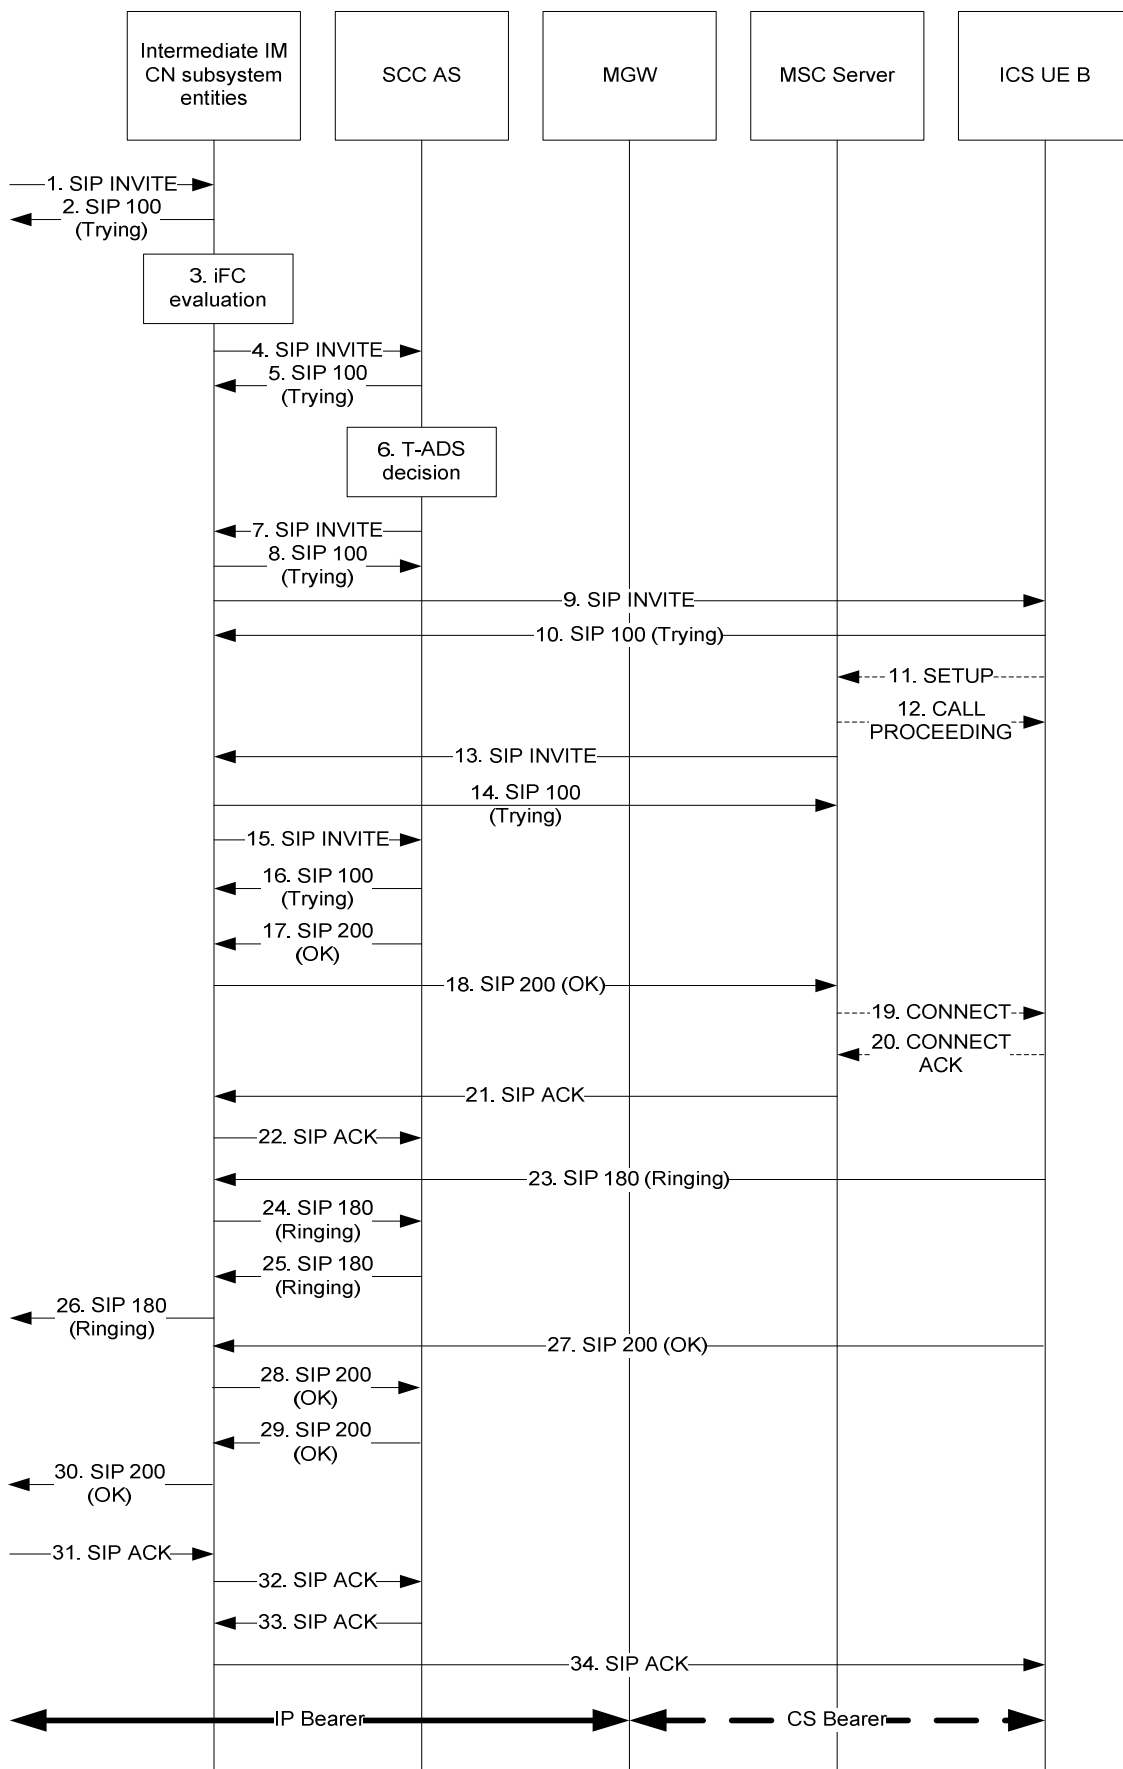 Intermediate IM
CN subsystem
entities
SCC AS
MGW
MSC Server
ICS UE B
1. SIP INVITE
2. SIP 100
(Trying)
3. iFC
evaluation
4. SIP INVITE
5. SIP 100
(Trying)
6. T-ADS
decision
7. SIP INVITE
8. SIP 100
(Trying)
9. SIP INVITE
10. SIP 100 (Trying)
11. SETUP
12. CALL
PROCEEDING
13. SIP INVITE
14. SIP 100
(Trying)
15. SIP INVITE
16. SIP 100
(Trying)
17. SIP 200
(OK)
18. SIP 200 (OK)
19. CONNECT
20. CONNECT
ACK
21. SIP ACK
22. SIP ACK
23. SIP 180 (Ringing)
24. SIP 180
(Ringing)
25. SIP 180
(Ringing)
26. SIP 180
(Ringing)
27. SIP 200 (OK)
28. SIP 200
(OK)
29. SIP 200
(OK)
30. SIP 200
(OK)
31. SIP ACK
32. SIP ACK
33. SIP ACK
34. SIP ACK
IP Bearer
CS Bearer